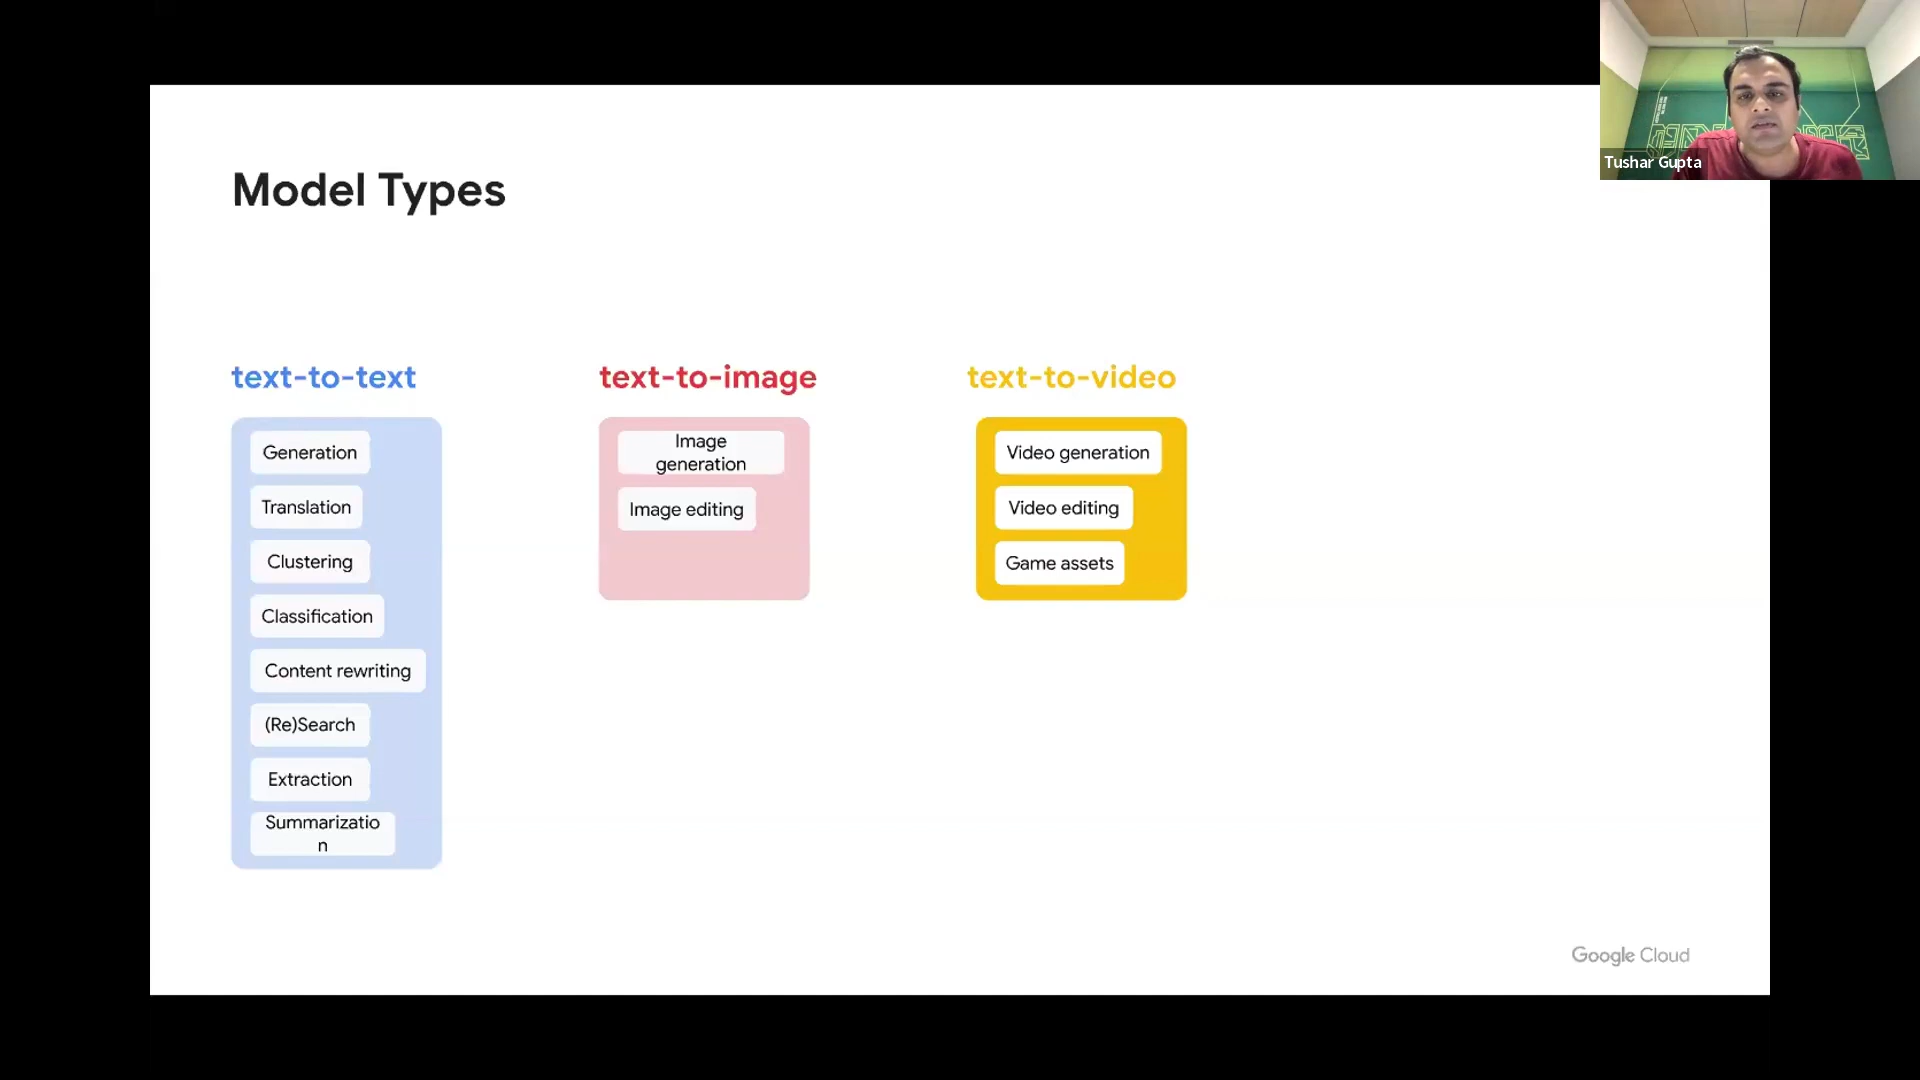 Tushar Gupta
Model Types
text-to-text
Generation
Translation
Clustering
Classification
Content rewriting
(Re)Search
Extraction
Summarizatio
n
text-to-image
Image
generation
Image editing
text-to-video
Video generation
Video editing
Game assets
Google Cloud